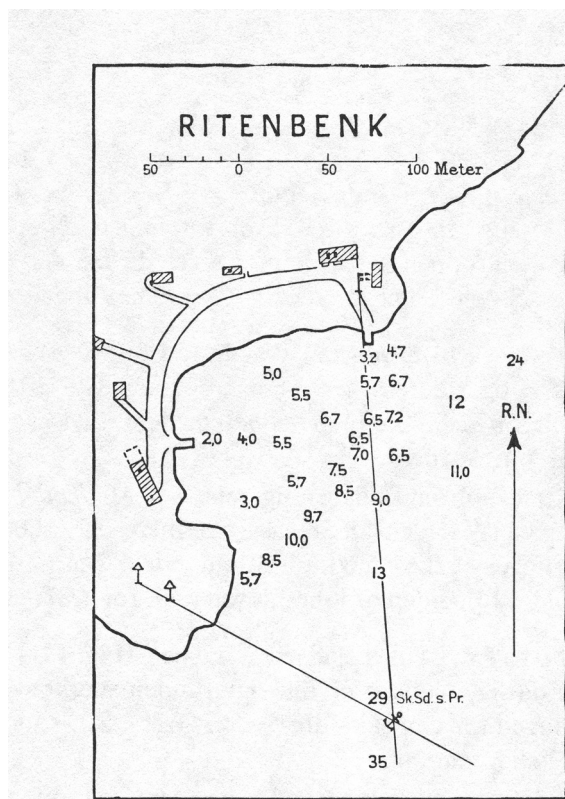 RITENBENK
50 0 50 100 Meter
3,2 4,7
24
5,0 5,7 6,7
5,5 12
6,7 6,5 7,2 R.N.
2,0 4,0 5,5 6,5
7,0 6,5
7,5 11,0
5,7
8,5
3,0 9,0
9,7
10,0
8,5
5,7 13
29 Sk.Sd.s.Pr.
35